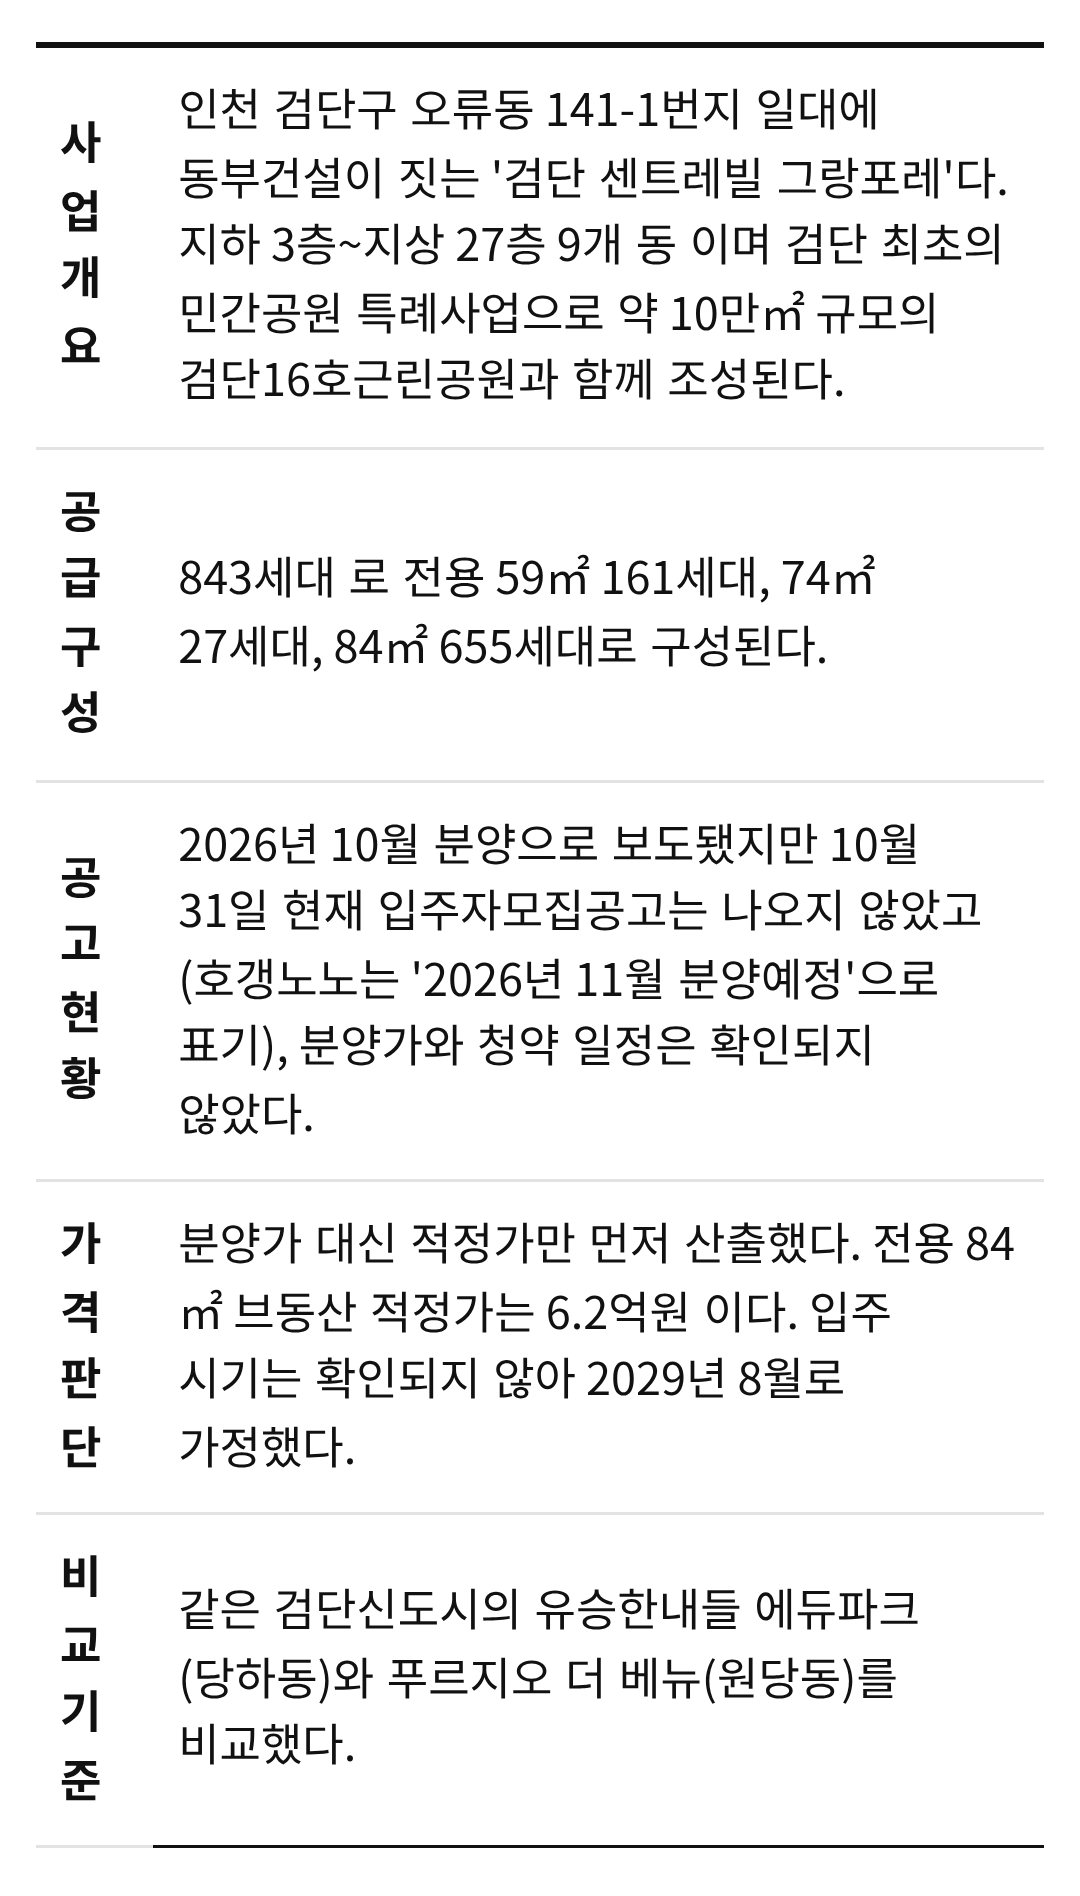 사업개요
인천 검단구 오류동 141-1번지 일대에
동부건설이 짓는 '검단 센트레빌 그랑포레'다.
지하 3층~지상 27층 9개 동 이며 검단 최초의
민간공원 특례사업으로 약 10만㎡ 규모의
검단16호근린공원과 함께 조성된다.
공급구성
843세대 로 전용 59㎡ 161세대, 74㎡
27세대, 84㎡ 655세대로 구성된다.
공고현황
2026년 10월 분양으로 보도됐지만 10월
31일 현재 입주자모집공고는 나오지 않았고
(호갱노노는 '2026년 11월 분양예정'으로
표기), 분양가와 청약 일정은 확인되지
않았다.
가격판단
분양가 대신 적정가만 먼저 산출했다. 전용 84
㎡ 브동산 적정가는 6.2억원 이다. 입주
시기는 확인되지 않아 2029년 8월로
가정했다.
비교기준
같은 검단신도시의 유승한내들 에듀파크
(당하동)와 푸르지오 더 베뉴(원당동)를
비교했다.